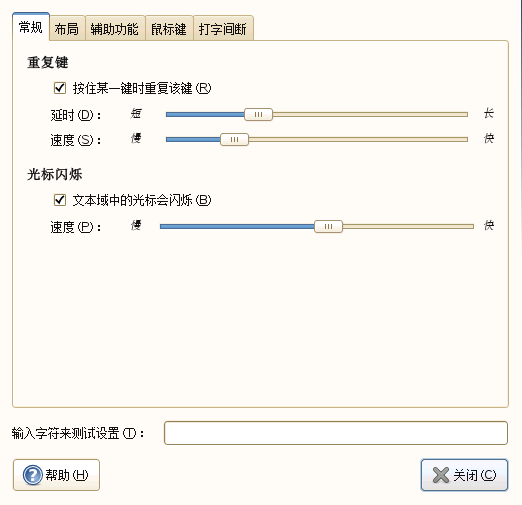 常规 布局 辅助功能 鼠标键 打字间断
重复键
按住某一键时重复该键(R)
延时(D)： 短 长
速度(S)： 慢 快
光标闪烁
文本域中的光标会闪烁(B)
速度(P)： 慢 快
输入字符来测试设置(T)：
帮助(H) 关闭(C)